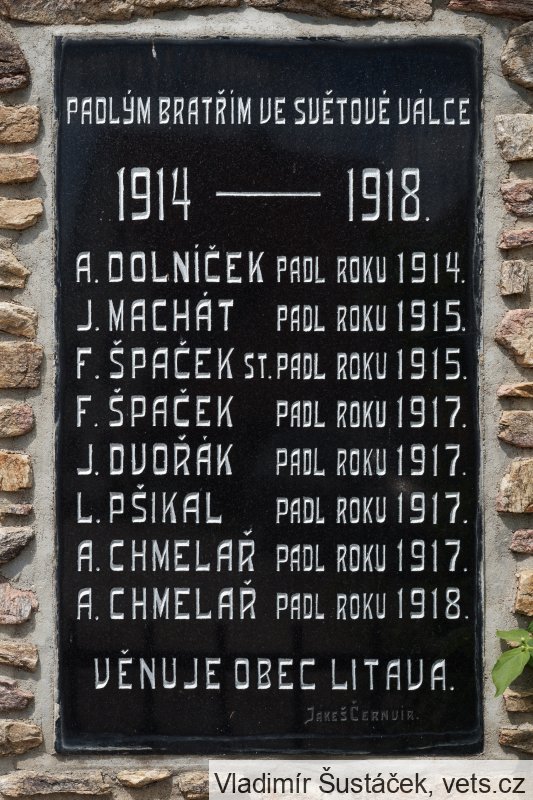 PADLÝM BRATŘÍM VE SVĚTOVÉ VÁLCE
1914 — 1918.
A. DOLNÍČEK PADL ROKU 1914.
J. MACHÁT PADL ROKU 1915.
F. ŠPAČEK ST. PADL ROKU 1915.
F. ŠPAČEK PADL ROKU 1917.
J. DVOŘÁK PADL ROKU 1917.
L. PŠIKAL PADL ROKU 1917.
A. CHMELAŘ PADL ROKU 1917.
A. CHMELAŘ PADL ROKU 1918.
VĚNUJE OBEC LITAVA.
JAKEŠ ČERNVÍR.
Vladimír Šustáček, vets.cz